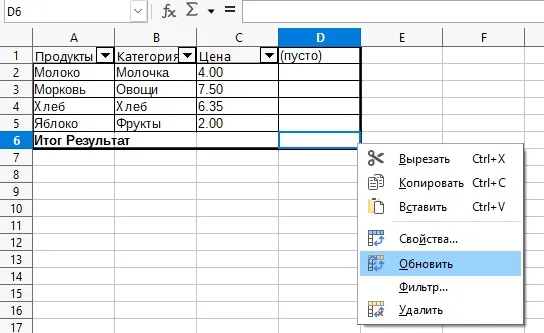 D6 fx Σ =
A B C D E F
1 Продукты Категория Цена (пусто)
2 Молоко Молочка 4.00
3 Морковь Овощи 7.50
4 Хлеб Хлеб 6.35
5 Яблоко Фрукты 2.00
6 Итог Результат
7
8 Вырезать Ctrl+X
9 Копировать Ctrl+C
10 Вставить Ctrl+V
11
12 Свойства...
13 Обновить
14 Фильтр...
15
16 Удалить
17